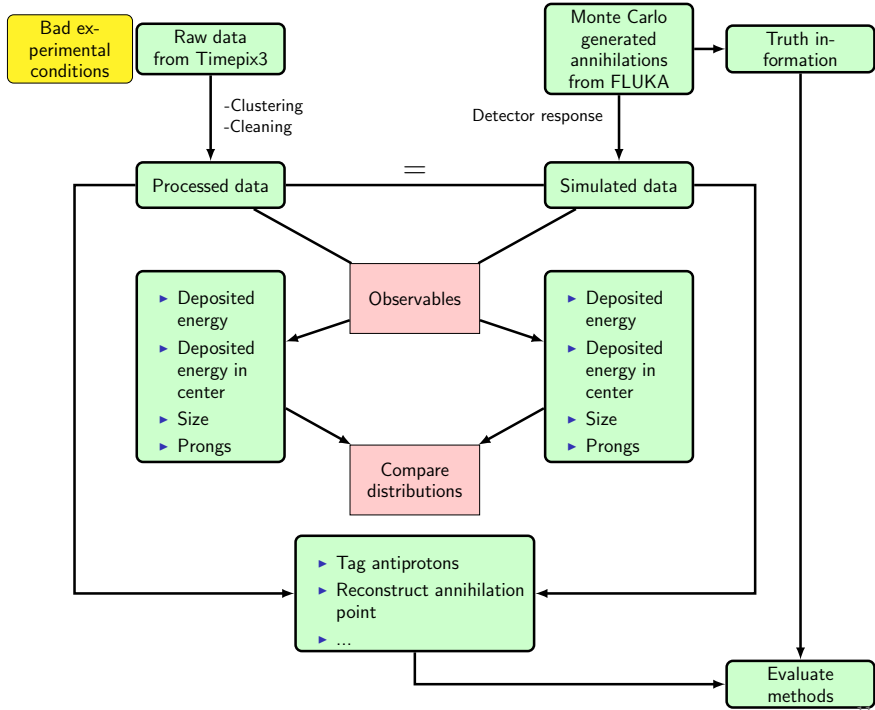 Bad ex-
perimental
conditions
Raw data
from Timepix3
Monte Carlo
generated
annihilations
from FLUKA
Truth in-
formation
-Clustering
-Cleaning
Detector response
Processed data
=
Simulated data
Observables
► Deposited
energy
► Deposited
energy in
center
► Size
► Prongs
► Deposited
energy
► Deposited
energy in
center
► Size
► Prongs
Compare
distributions
► Tag antiprotons
► Reconstruct annihilation
point
► ...
Evaluate
methods